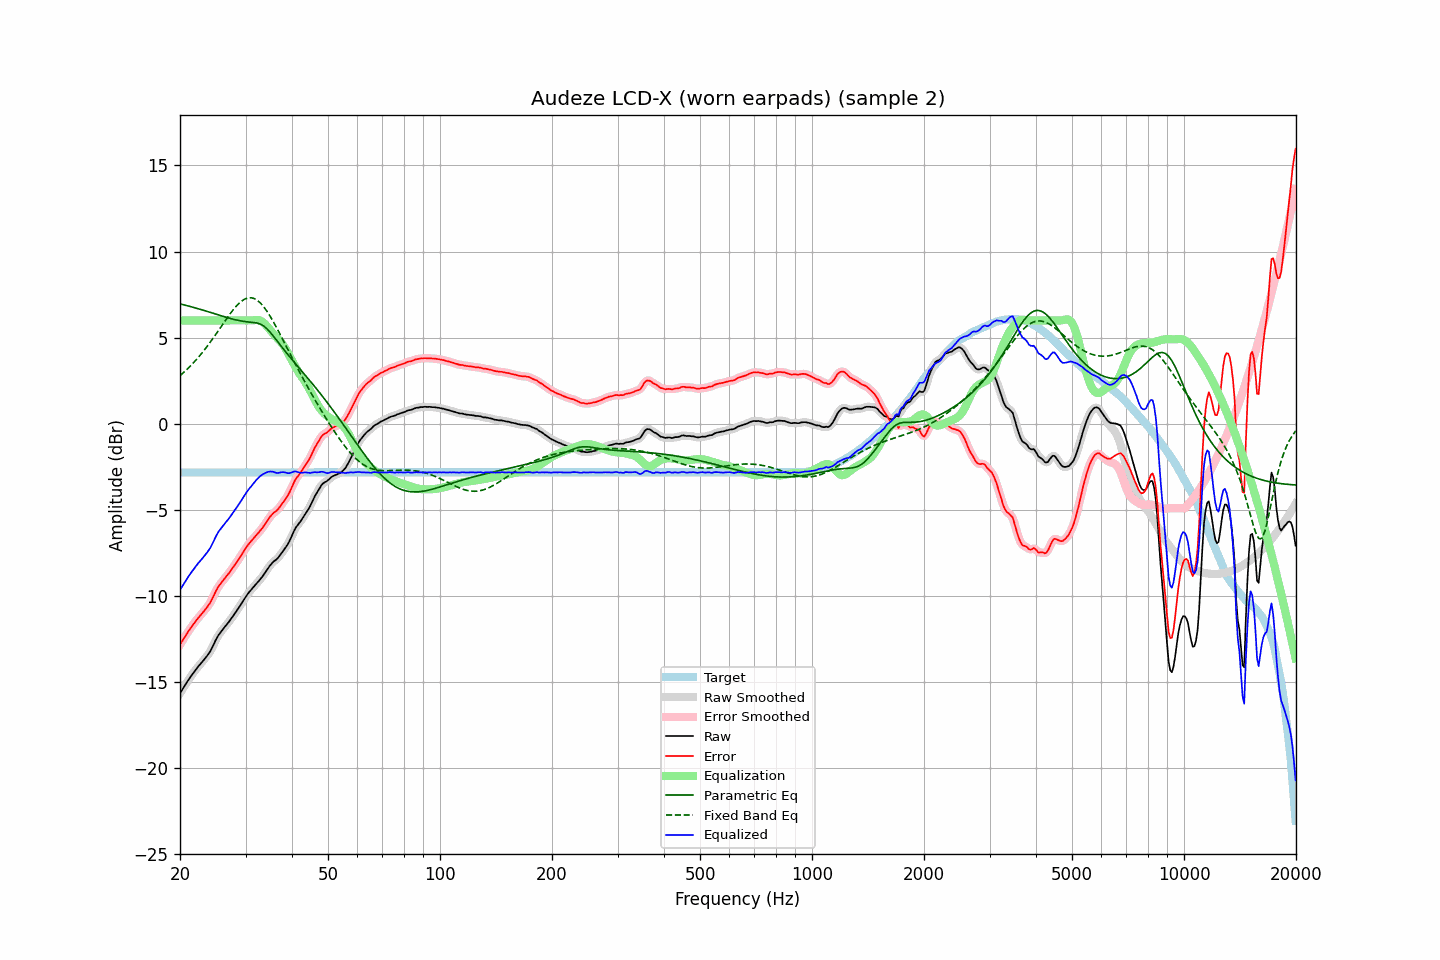 Audeze LCD-X (worn earpads) (sample 2)
Amplitude (dBr)
15
10
5
0
−5
−10
−15
−20
−25
Target
Raw Smoothed
Error Smoothed
Raw
Error
Equalization
Parametric Eq
Fixed Band Eq
Equalized
20 50 100 200 500 1000 2000 5000 10000 20000
Frequency (Hz)